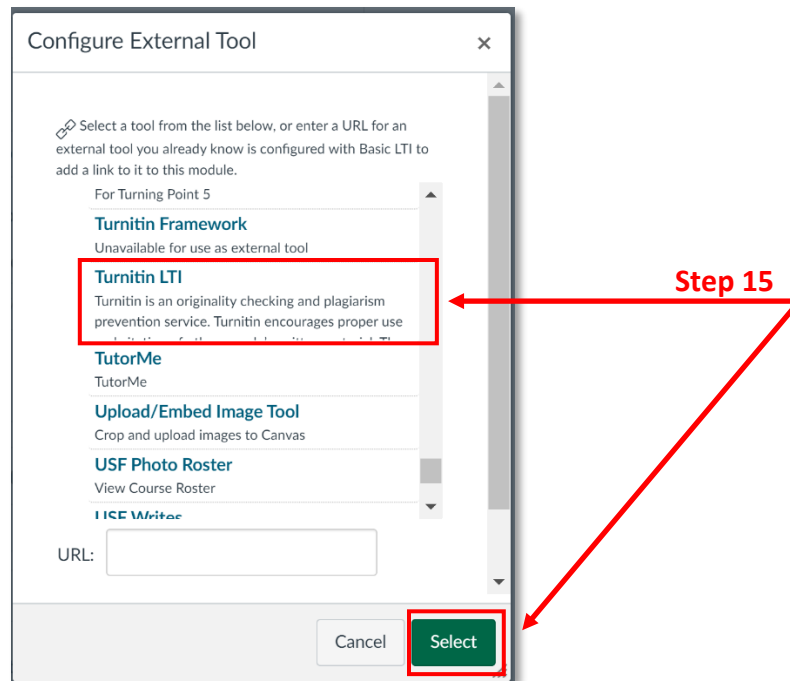 Configure External Tool ×
Select a tool from the list below, or enter a URL for an
external tool you already know is configured with Basic LTI to
add a link to it to this module.
For Turning Point 5
Turnitin Framework
Unavailable for use as external tool
Turnitin LTI
Step 15
Turnitin is an originality checking and plagiarism
prevention service. Turnitin encourages proper use
TutorMe
TutorMe
Upload/Embed Image Tool
Crop and upload images to Canvas
USF Photo Roster
View Course Roster
USF Writes
URL:
Cancel Select